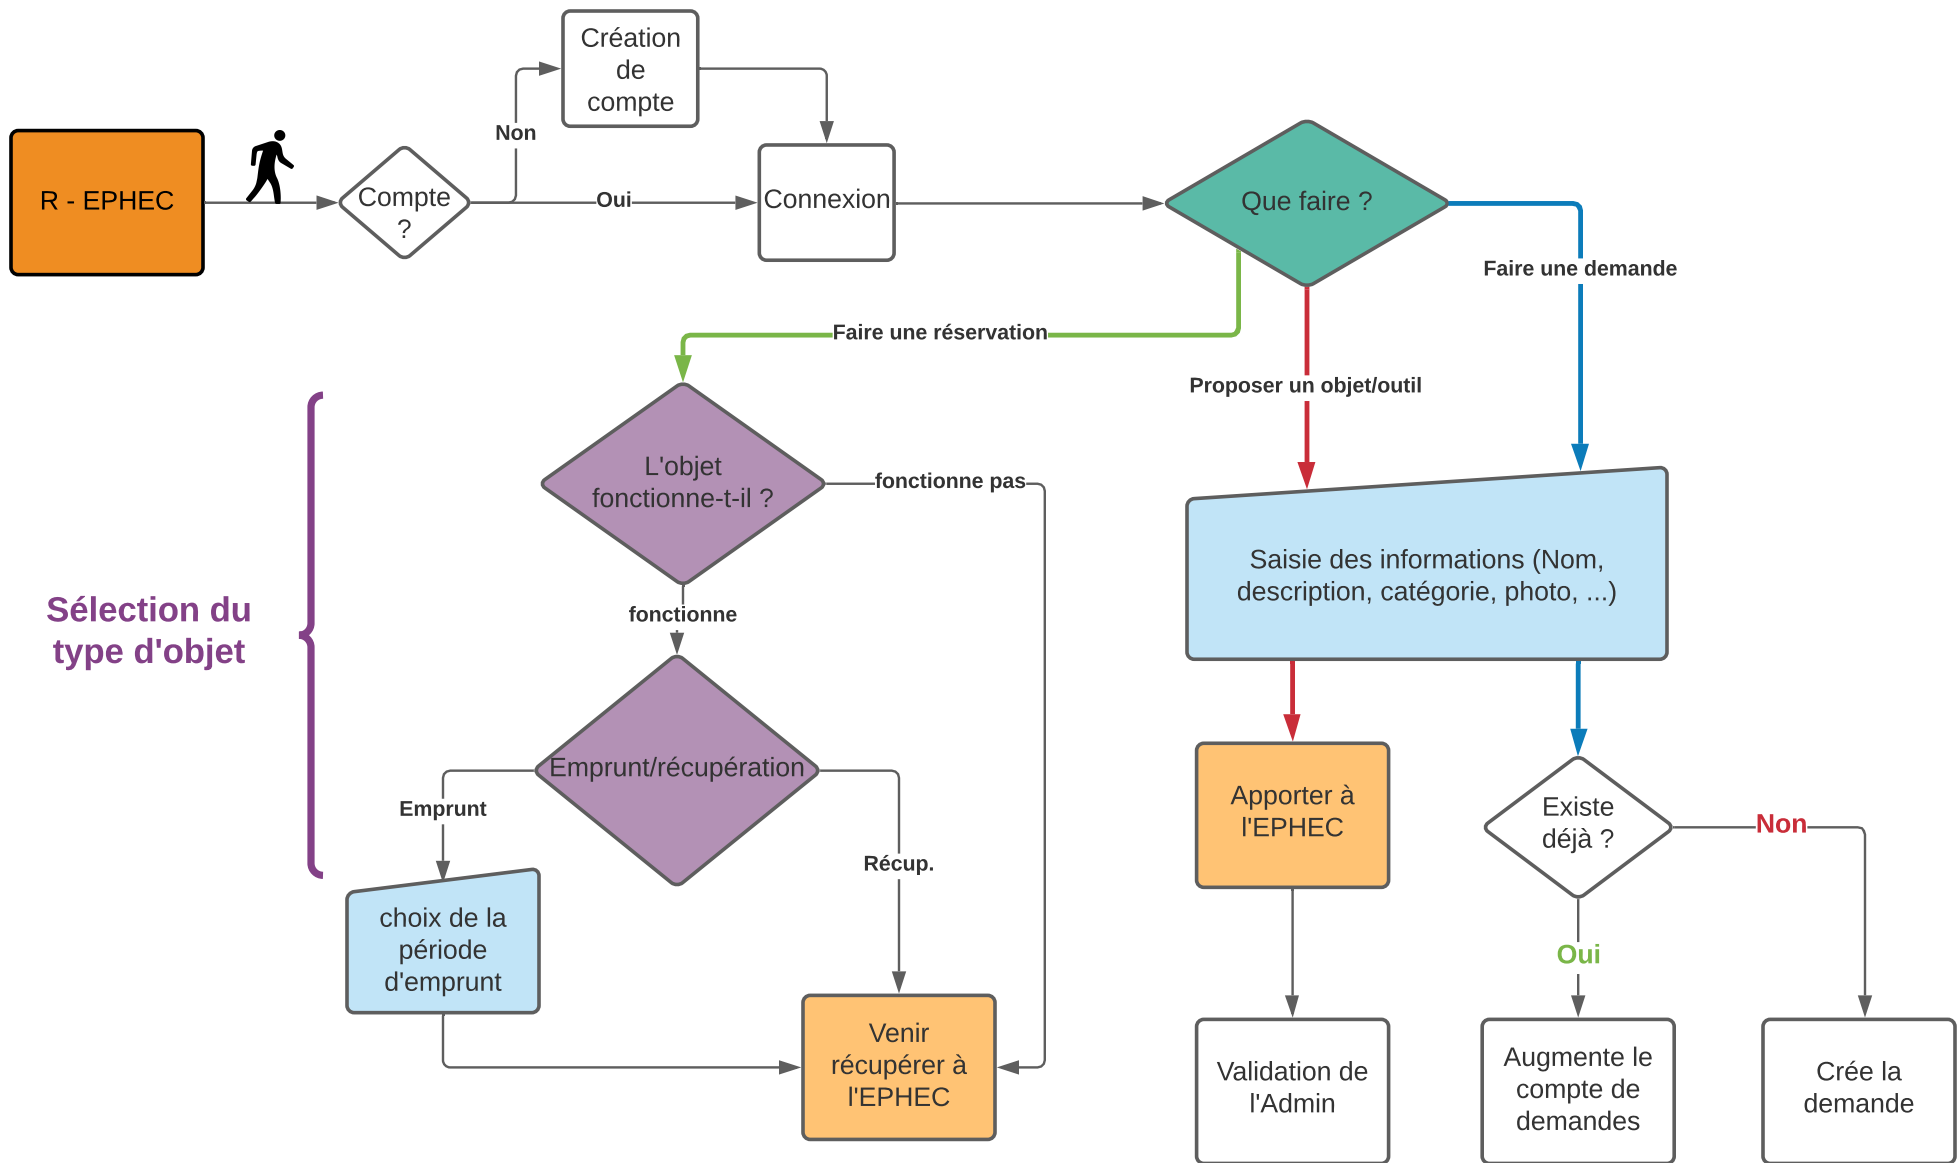 Création
de
compte
Non
R - EPHEC
Compte
?
Oui
Connexion
Que faire ?
Faire une demande
Faire une réservation
Proposer un objet/outil
L'objet
fonctionne-t-il ?
fonctionne pas
Saisie des informations (Nom,
description, catégorie, photo, ...)
Sélection du
type d'objet
fonctionne
Emprunt/récupération
Emprunt
Récup.
Apporter à
l'EPHEC
Existe
déjà ?
Non
choix de la
période
d'emprunt
Oui
Venir
récupérer à
l'EPHEC
Validation de
l'Admin
Augmente le
compte de
demandes
Crée la
demande